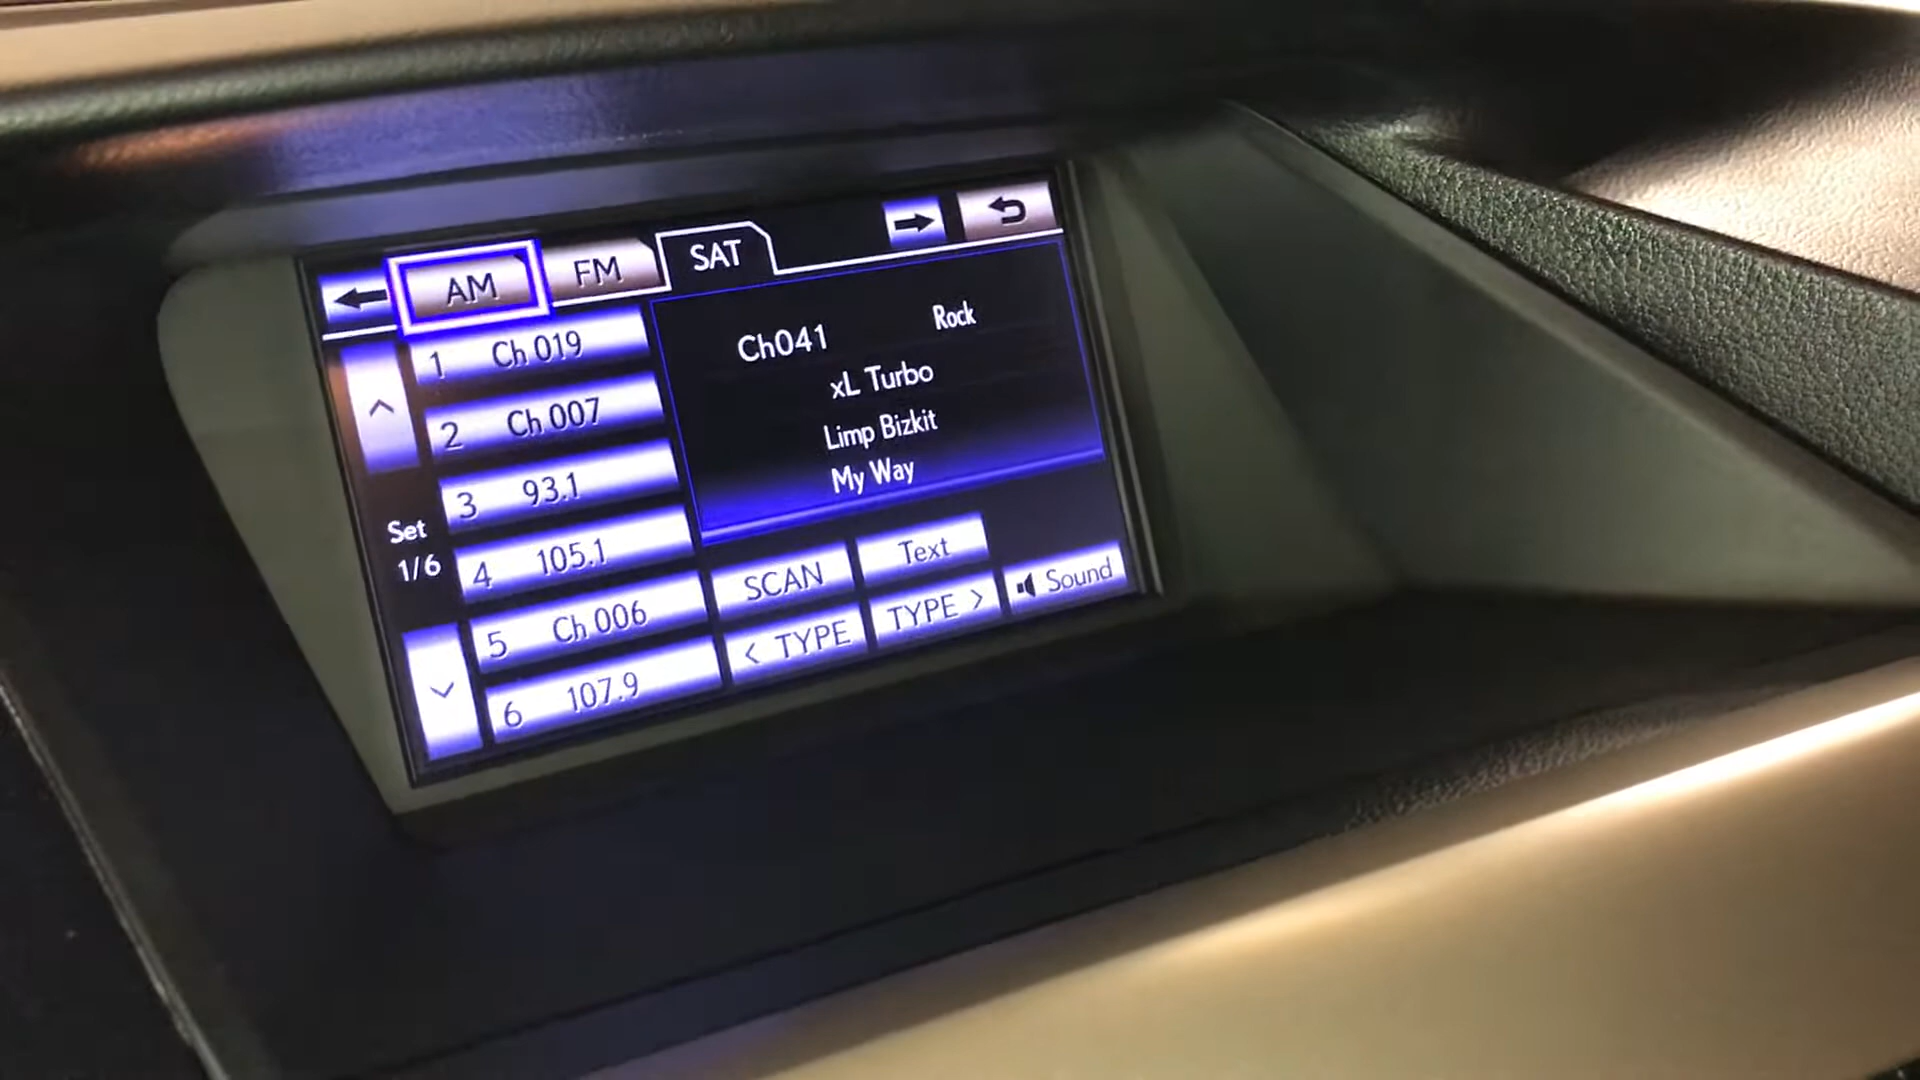 AM
FM
SAT
1 Ch 019
2 Ch 007
3 93.1
4 105.1
5 Ch 006
6 107.9
Set
1/6
Ch041 Rock
xL Turbo
Limp Bizkit
My Way
SCAN
Text
< TYPE
TYPE >
Sound